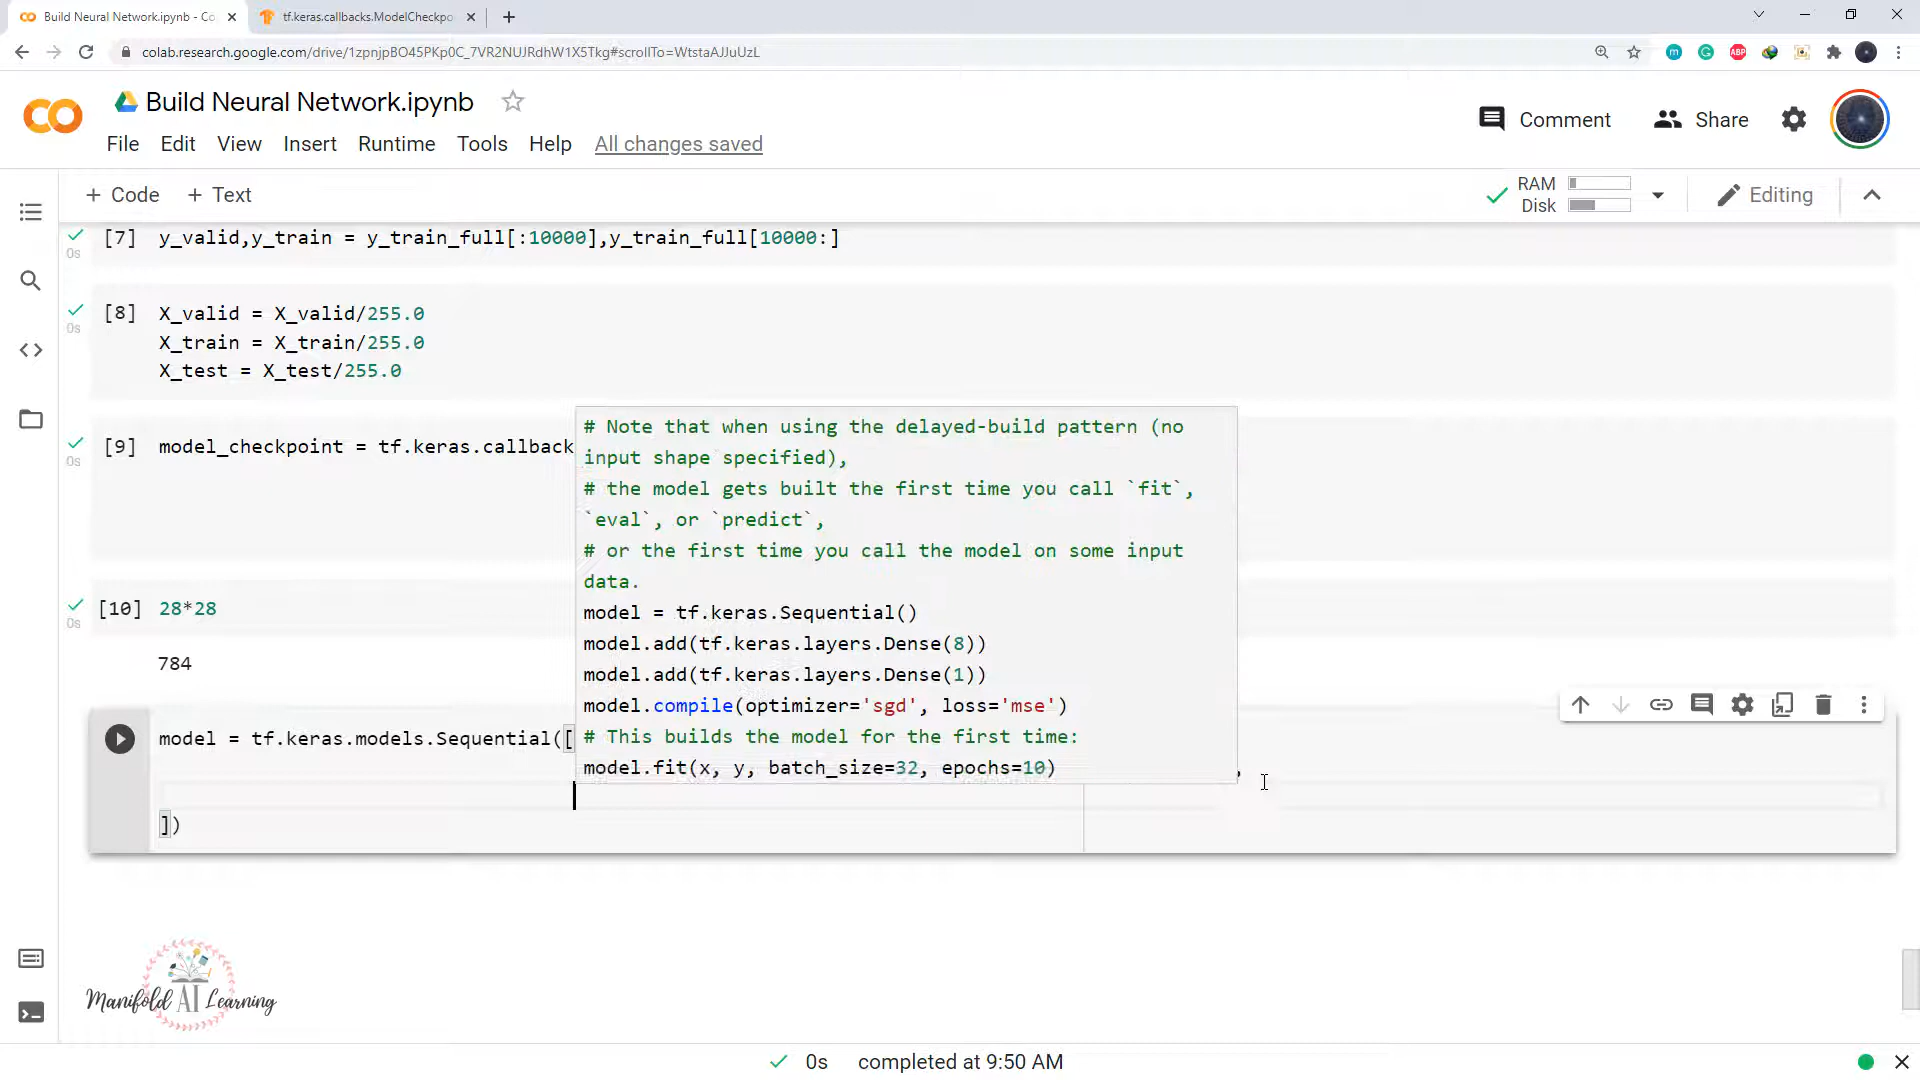 Build Neural Network.ipynb - Co
tf.keras.callbacks.ModelCheckpo
colab.research.google.com/drive/1zpnjpBO45PKp0C_7VR2NUJRdhW1X5Tkg#scrollTo=WtstaAJJuUzL
Build Neural Network.ipynb
Comment
Share
File Edit View Insert Runtime Tools Help All changes saved
+ Code + Text
RAM
Disk
Editing
[7] y_valid,y_train = y_train_full[:10000],y_train_full[10000:]
0s
[8] X_valid = X_valid/255.0
0s
X_train = X_train/255.0
X_test = X_test/255.0
[9] model_checkpoint = tf.keras.callback
0s
# Note that when using the delayed-build pattern (no
input shape specified),
# the model gets built the first time you call `fit`,
`eval`, or `predict`,
# or the first time you call the model on some input
data.
model = tf.keras.Sequential()
model.add(tf.keras.layers.Dense(8))
model.add(tf.keras.layers.Dense(1))
model.compile(optimizer='sgd', loss='mse')
# This builds the model for the first time:
model.fit(x, y, batch_size=32, epochs=10)
[10] 28*28
0s
784
model = tf.keras.models.Sequential([
])
Manifold AI Learning
0s completed at 9:50 AM